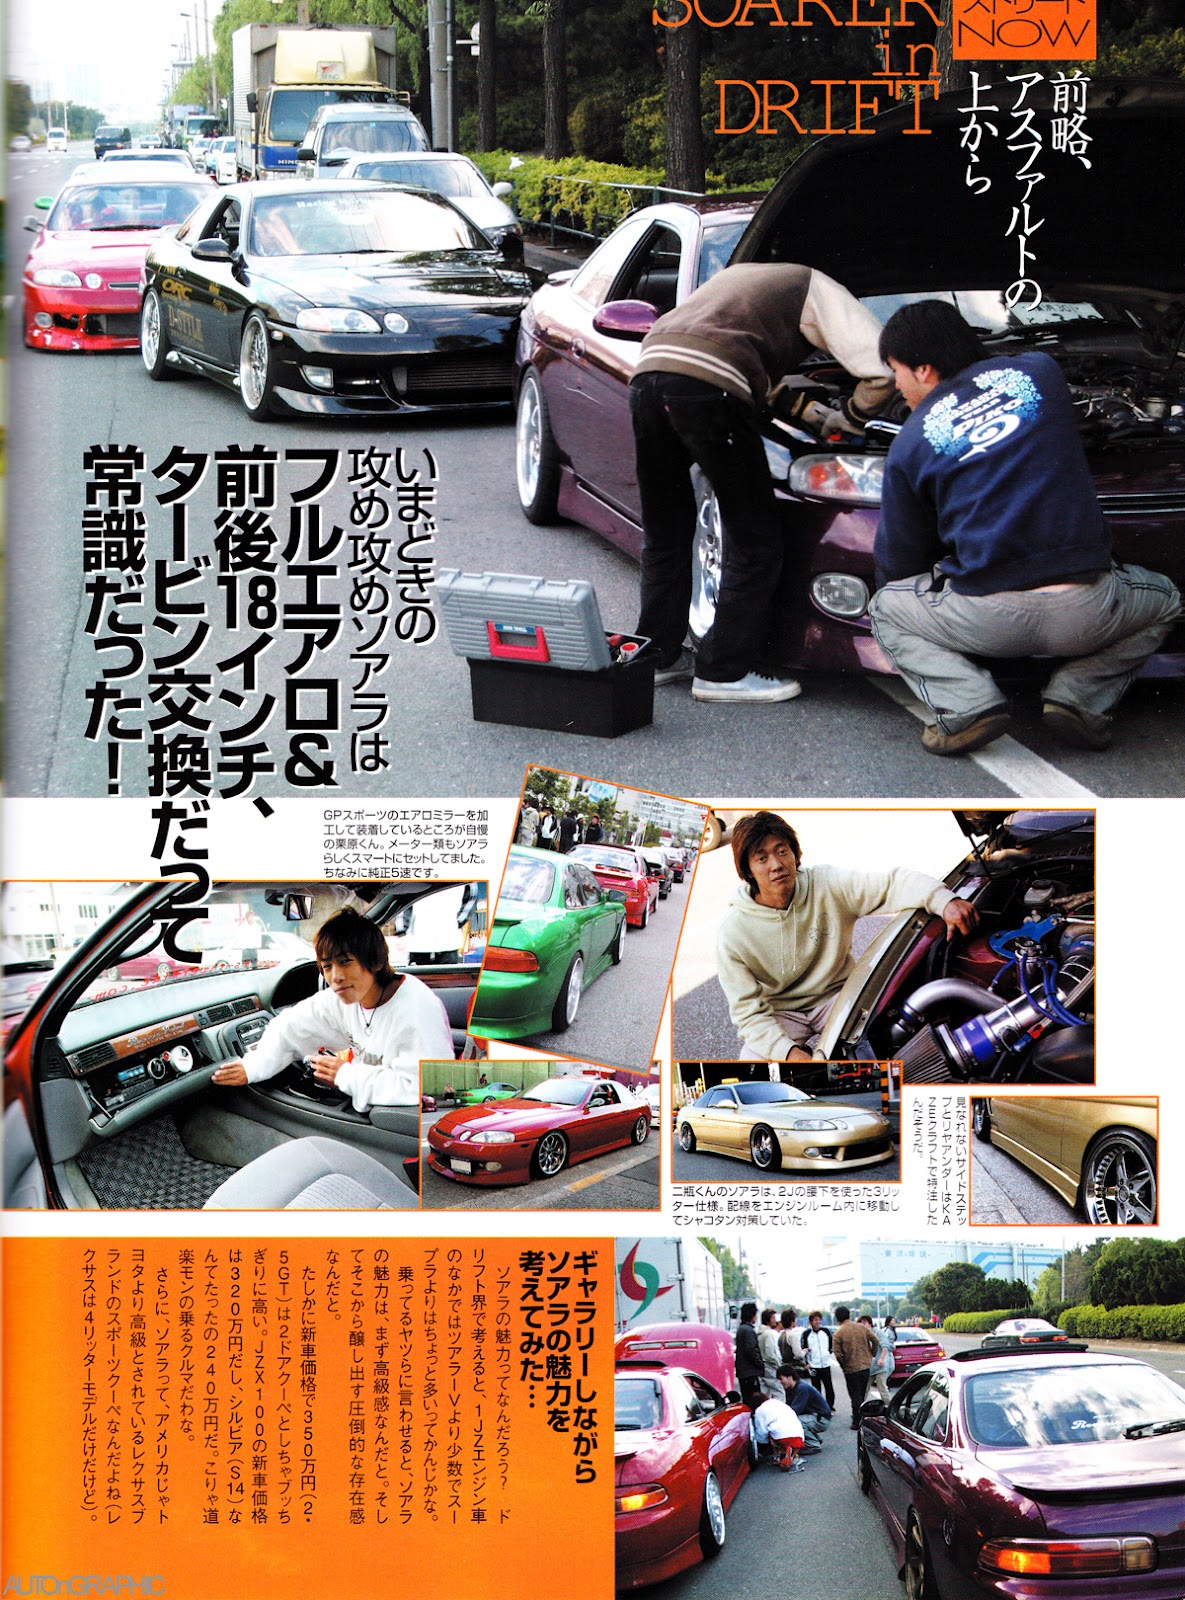 SOARER
in
DRIFT
ストリート
NOW
前略、
アスファルトの
上から
Racing
ORC
D-STYLE
HINO
PIKO
いまどきの
攻め攻めソアラは
フルエアロ&
前後18インチ、
タービン交換だって
常識だった!
GPスポーツのエアロミラーを加
工して装着しているところが自慢
の栗原くん。メーター類もソアラ
らしくスマートにセットしてました。
ちなみに純正5速です。
見なれないサイドステッ
プとリヤアンダーはKA
ZEクラフトで特注した
んだそうだ。
二瓶くんのソアラは、2Jの腰下を使った3リッ
ター仕様。配線をエンジンルーム内に移動し
てシャコタン対策していた。
ギャラリーしながら
ソアラの魅力を
考えてみた…
ソアラの魅力ってなんだろう? ド
リフト界で考えると、1JZエンジン車
のなかではツアラーVより少数でスー
プラよりはちょっと多いってかんじかな。
乗ってるヤツらに言わせると、ソアラ
の魅力は、まず高級感なんだと。そし
てそこから醸し出す圧倒的な存在感
なんだと。
たしかに新車価格で350万円(2・
5GT)は2ドアクーペとしちゃブッち
ぎりに高い。JZX100の新車価格
は320万円だし、シルビア(S14)な
んてたったの240万円だ。こりゃ道
楽モンの乗るクルマだわな。
さらに、ソアラって、アメリカじゃト
ヨタより高級とされているレクサスブ
ランドのスポーツクーペなんだよね(レ
クサスは4リッターモデルだけだけど)。
AUTOnGRAPHIC